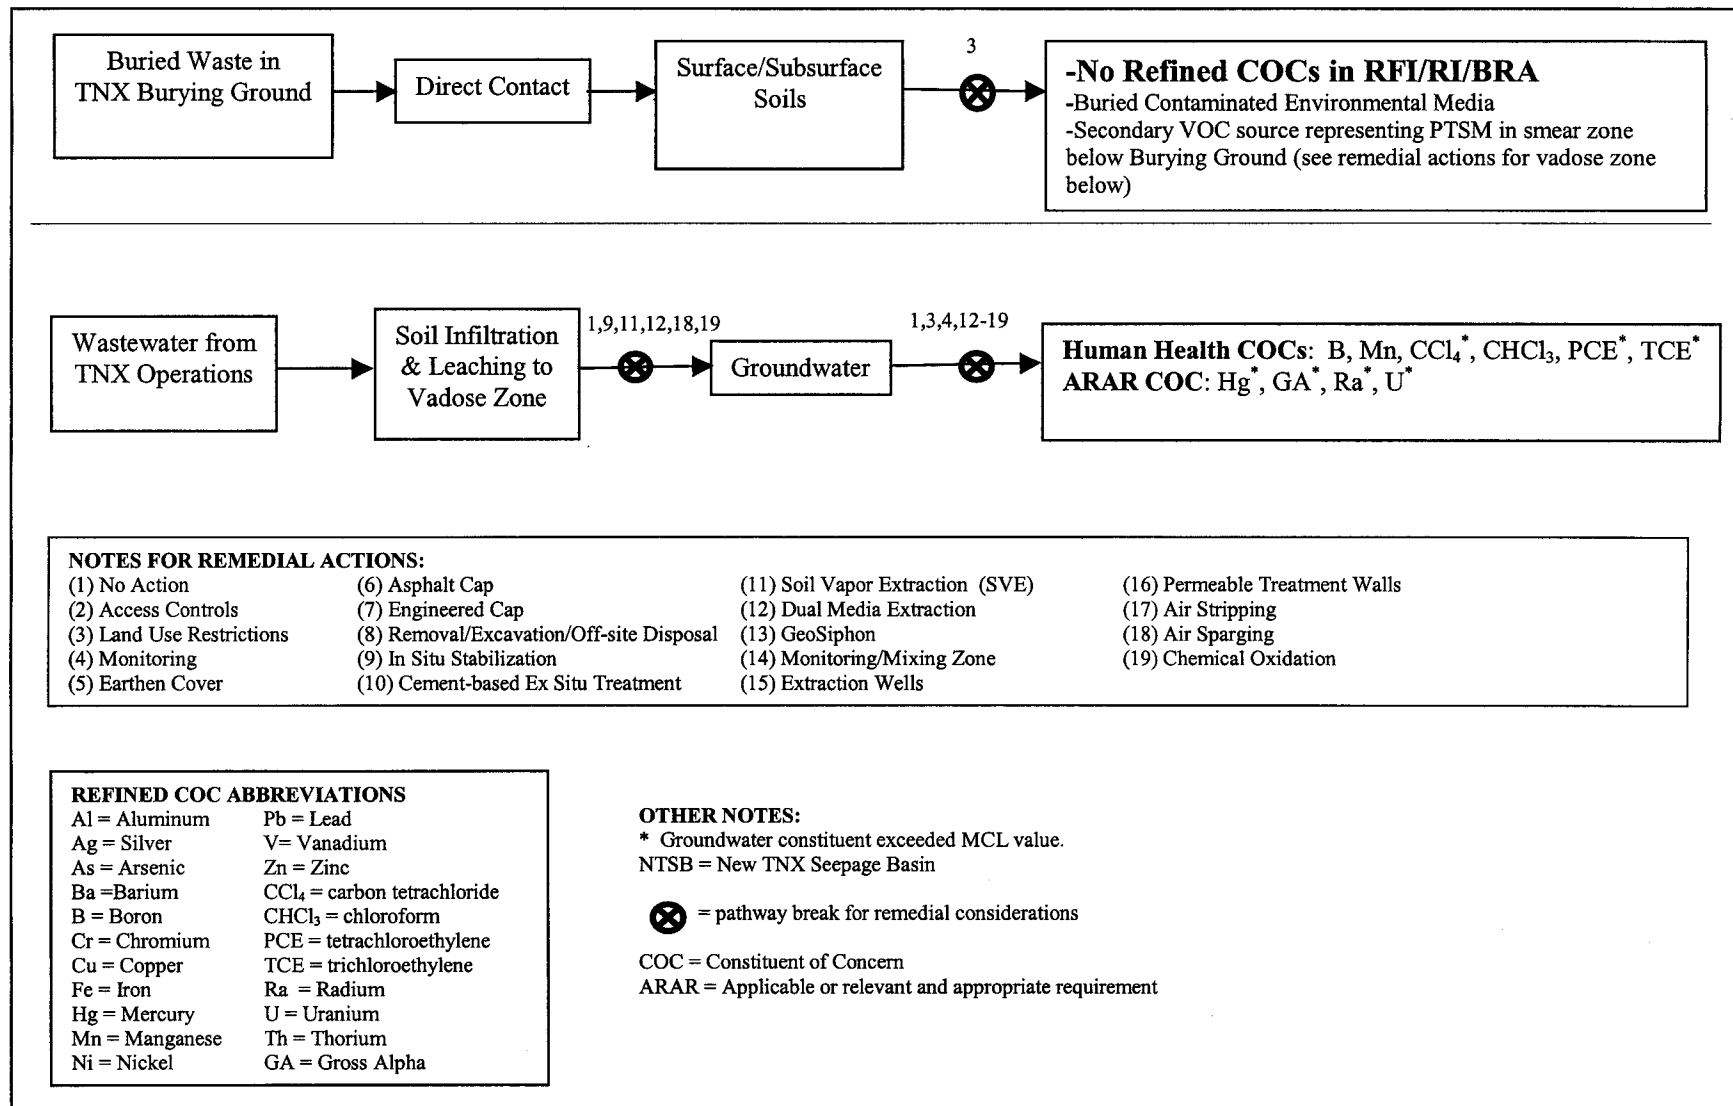 Buried Waste in
TNX Burying Ground
Direct Contact
Surface/Subsurface
Soils
3
-No Refined COCs in RFI/RI/BRA
-Buried Contaminated Environmental Media
-Secondary VOC source representing PTSM in smear zone
below Burying Ground (see remedial actions for vadose zone
below)
Wastewater from
TNX Operations
Soil Infiltration
& Leaching to
Vadose Zone
1,9,11,12,18,19
Groundwater
1,3,4,12-19
Human Health COCs: B, Mn, CCl₄*, CHCl₃, PCE*, TCE*
ARAR COC: Hg*, GA*, Ra*, U*
NOTES FOR REMEDIAL ACTIONS:
(1) No Action
(2) Access Controls
(3) Land Use Restrictions
(4) Monitoring
(5) Earthen Cover
(6) Asphalt Cap
(7) Engineered Cap
(8) Removal/Excavation/Off-site Disposal
(9) In Situ Stabilization
(10) Cement-based Ex Situ Treatment
(11) Soil Vapor Extraction (SVE)
(12) Dual Media Extraction
(13) GeoSiphon
(14) Monitoring/Mixing Zone
(15) Extraction Wells
(16) Permeable Treatment Walls
(17) Air Stripping
(18) Air Sparging
(19) Chemical Oxidation
REFINED COC ABBREVIATIONS
Al = Aluminum
Ag = Silver
As = Arsenic
Ba =Barium
B = Boron
Cr = Chromium
Cu = Copper
Fe = Iron
Hg = Mercury
Mn = Manganese
Ni = Nickel
Pb = Lead
V= Vanadium
Zn = Zinc
CCl₄ = carbon tetrachloride
CHCl₃ = chloroform
PCE = tetrachloroethylene
TCE = trichloroethylene
Ra = Radium
U = Uranium
Th = Thorium
GA = Gross Alpha
OTHER NOTES:
* Groundwater constituent exceeded MCL value.
NTSB = New TNX Seepage Basin
= pathway break for remedial considerations
COC = Constituent of Concern
ARAR = Applicable or relevant and appropriate requirement